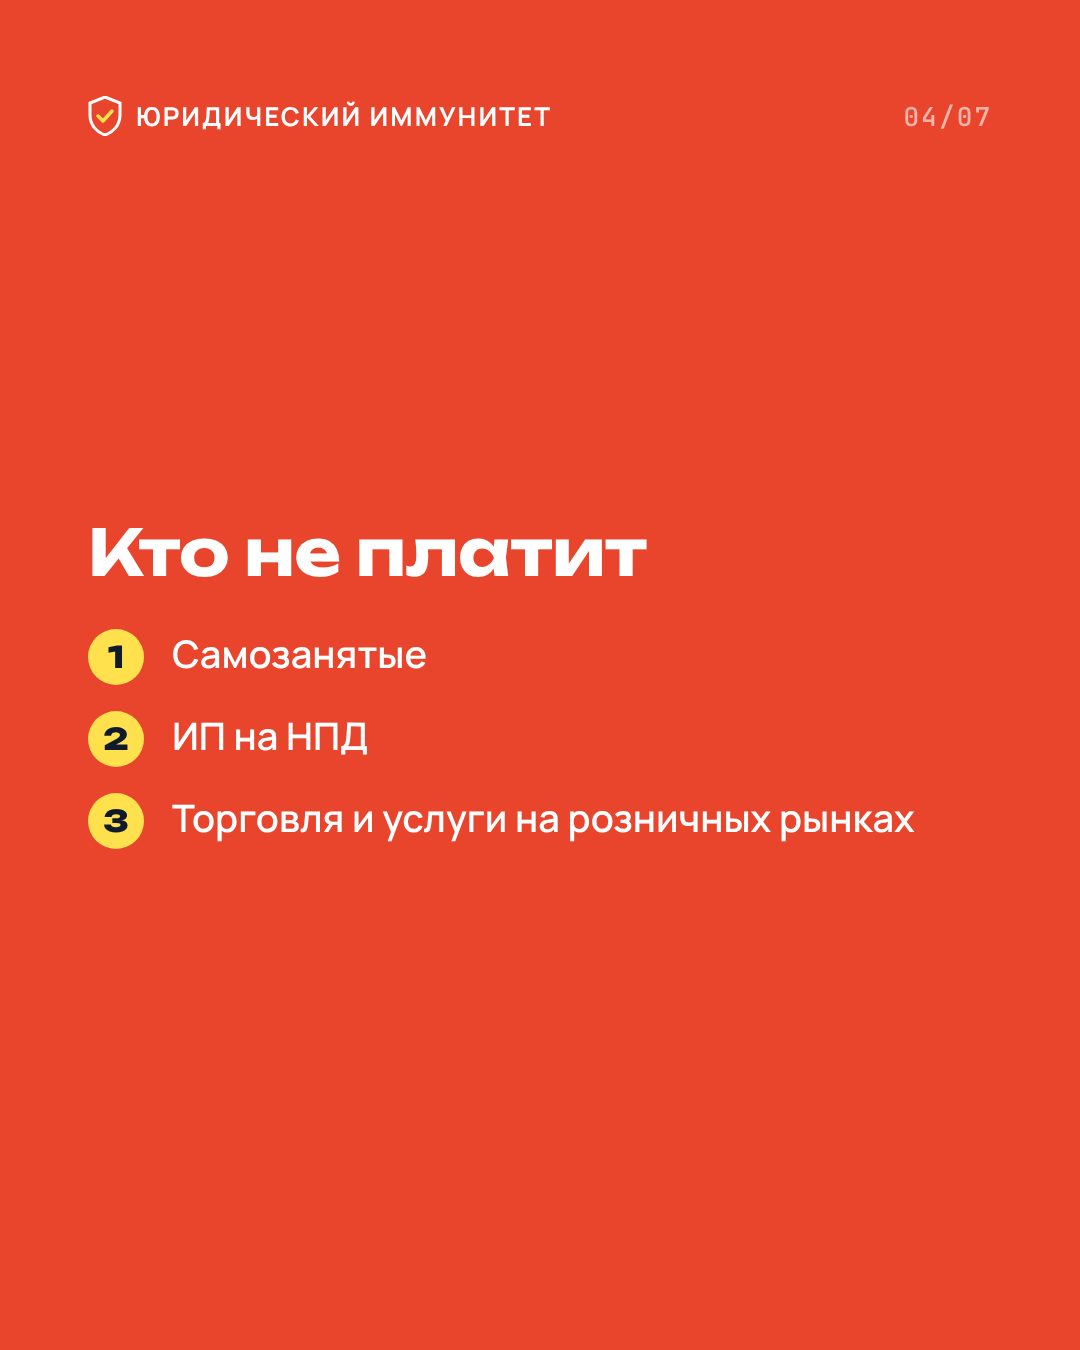 ЮРИДИЧЕСКИЙ ИММУНИТЕТ 04/07
Кто не платит
1 Самозанятые
2 ИП на НПД
3 Торговля и услуги на розничных рынках